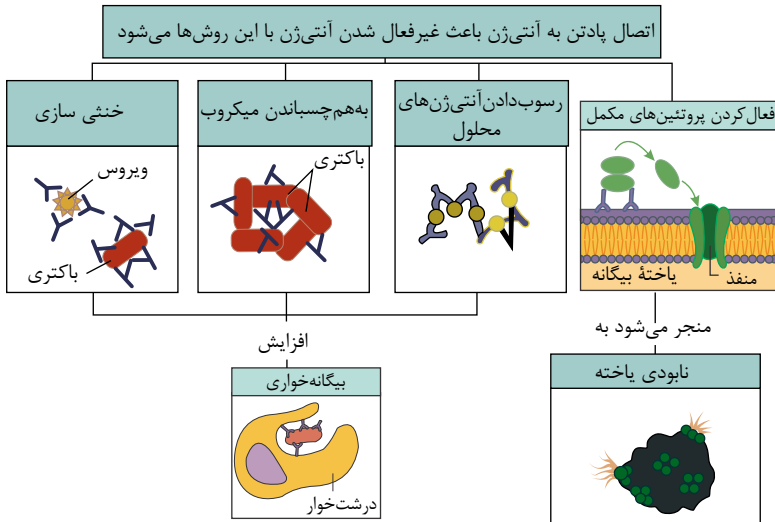 اتصال پادتن به آنتی‌ژن باعث غیرفعال شدن آنتی‌ژن با این روش‌ها می‌شود
فعال‌کردن پروتئین‌های مکمل
رسوب‌دادن‌آنتی‌ژن‌های
محلول
به‌هم‌چسباندن میکروب
خنثی سازی
باکتری
ویروس
باکتری
منفذ
یاختهٔ بیگانه
منجر می‌شود به
افزایش
نابودی یاخته
بیگانه‌خواری
درشت‌خوار